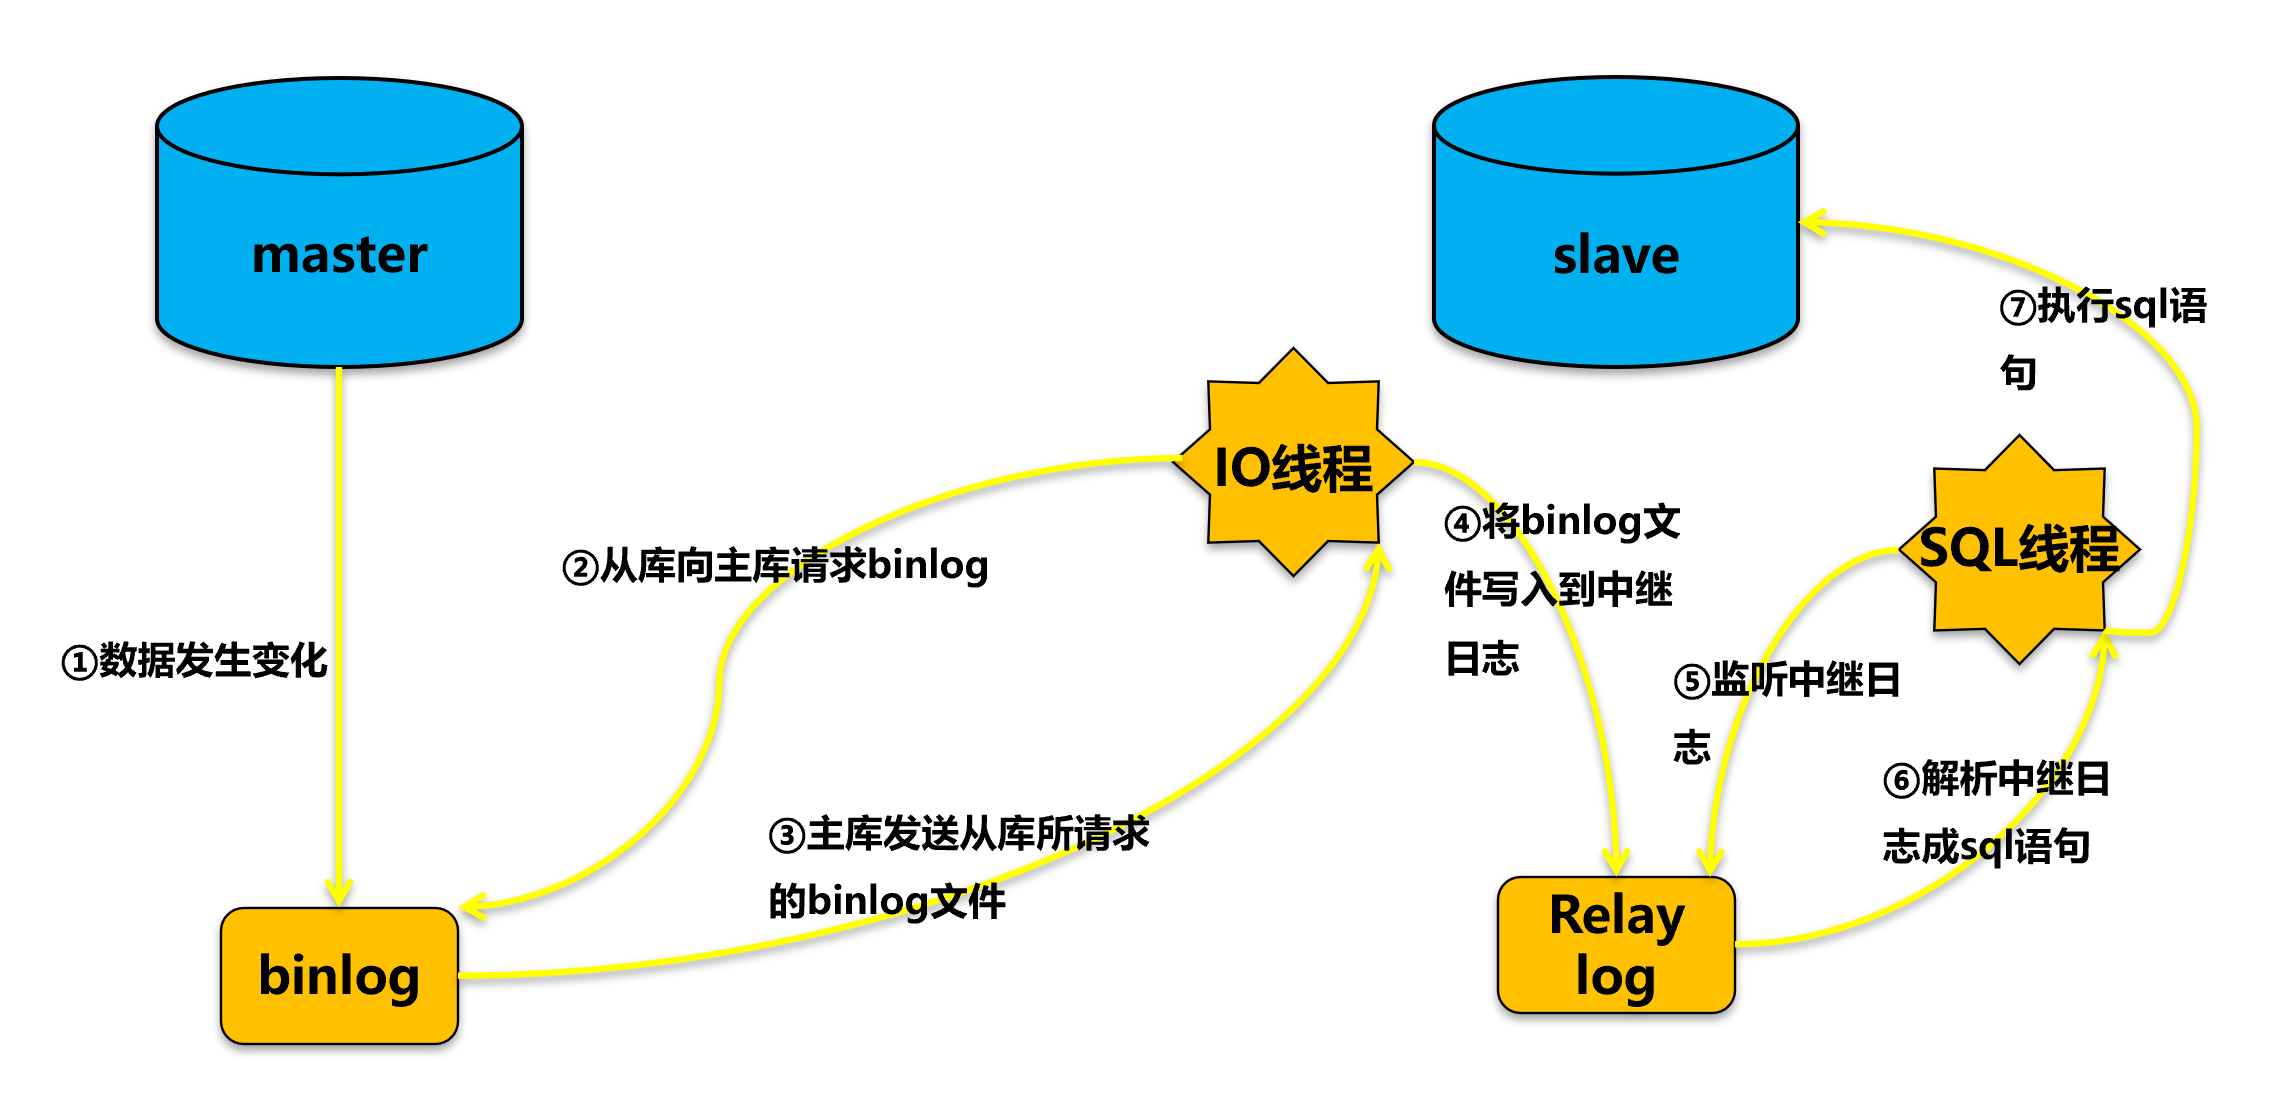 master
slave
⑦执行sql语
句
IO线程
④将binlog文
件写入到中继
日志
SQL线程
②从库向主库请求binlog
①数据发生变化
⑤监听中继日
志
⑥解析中继日
志成sql语句
③主库发送从库所请求
的binlog文件
binlog
Relay
log